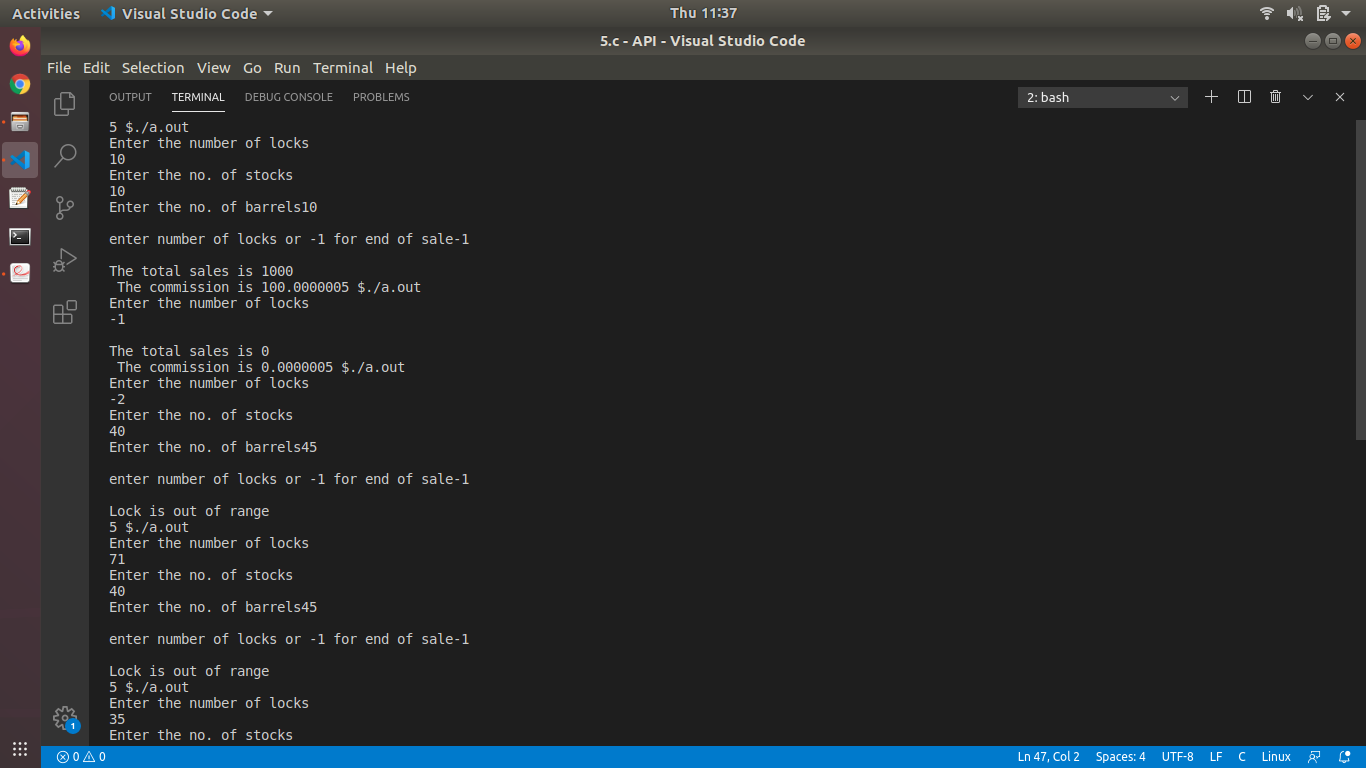 Activities Visual Studio Code Thu 11:37
5.c - API - Visual Studio Code
File Edit Selection View Go Run Terminal Help
OUTPUT TERMINAL DEBUG CONSOLE PROBLEMS 2: bash
5 $./a.out
Enter the number of locks
10
Enter the no. of stocks
10
Enter the no. of barrels10
enter number of locks or -1 for end of sale-1
The total sales is 1000
The commission is 100.0000005 $./a.out
Enter the number of locks
-1
The total sales is 0
The commission is 0.0000005 $./a.out
Enter the number of locks
-2
Enter the no. of stocks
40
Enter the no. of barrels45
enter number of locks or -1 for end of sale-1
Lock is out of range
5 $./a.out
Enter the number of locks
71
Enter the no. of stocks
40
Enter the no. of barrels45
enter number of locks or -1 for end of sale-1
Lock is out of range
5 $./a.out
Enter the number of locks
35
Enter the no. of stocks
1
0 0 Ln 47, Col 2 Spaces: 4 UTF-8 LF C Linux